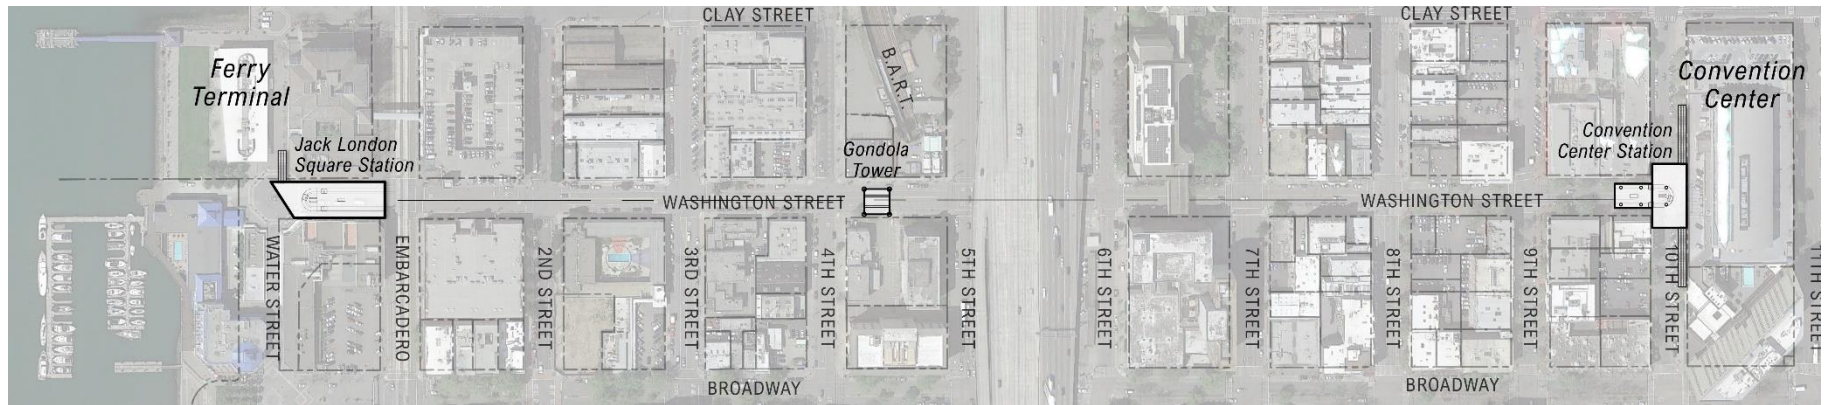 CLAY STREET
CLAY STREET
Ferry
Terminal
B.A.R.T.
Convention
Center
Jack London
Square Station
Gondola
Tower
Convention
Center Station
WASHINGTON STREET
WASHINGTON STREET
WATER STREET
EMBARCADERO
2ND STREET
3RD STREET
4TH STREET
5TH STREET
6TH STREET
7TH STREET
8TH STREET
9TH STREET
10TH STREET
11TH STREET
BROADWAY
BROADWAY